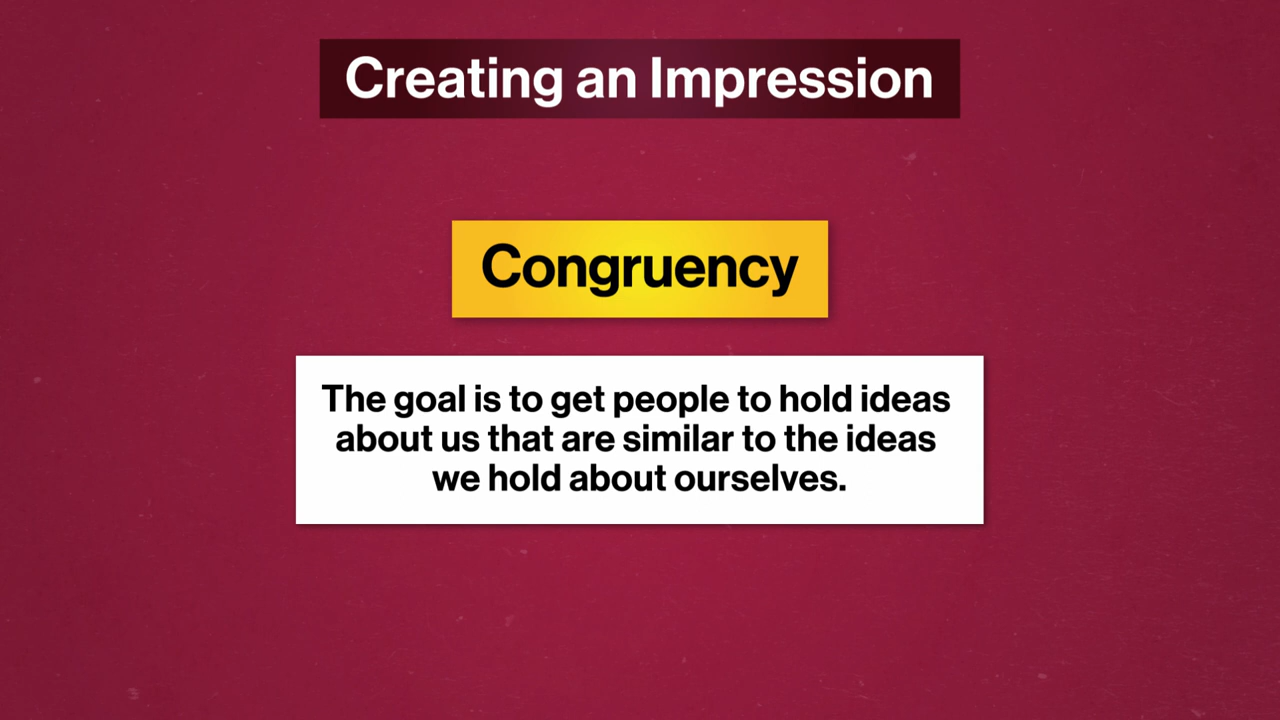 Creating an Impression
Congruency
The goal is to get people to hold ideas
about us that are similar to the ideas
we hold about ourselves.